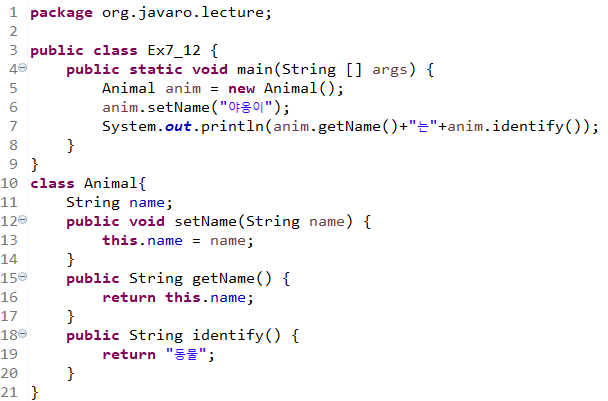 1 package org.javaro.lecture;
2
3 public class Ex7_12 {
4 public static void main(String [] args) {
5 Animal anim = new Animal();
6 anim.setName("야옹이");
7 System.out.println(anim.getName()+"는"+anim.identify());
8 }
9 }
10 class Animal{
11 String name;
12 public void setName(String name) {
13 this.name = name;
14 }
15 public String getName() {
16 return this.name;
17 }
18 public String identify() {
19 return "동물";
20 }
21 }